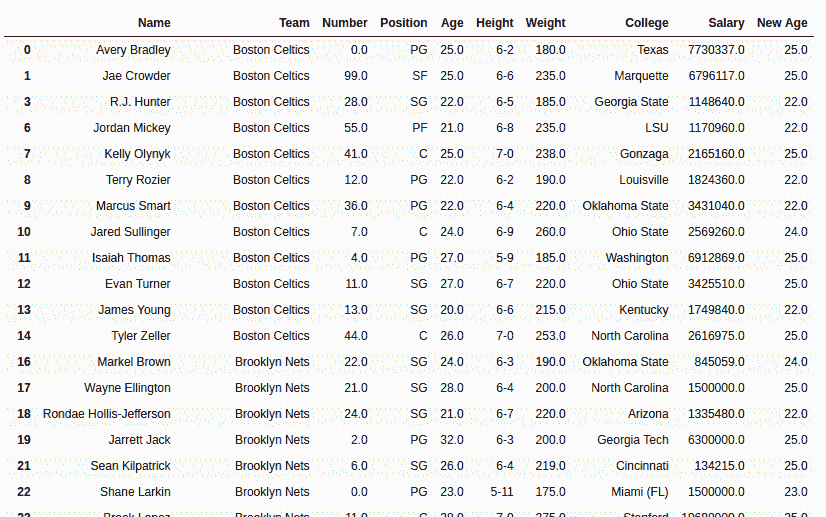 Name Team Number Position Age Height Weight College Salary New Age
0 Avery Bradley Boston Celtics 0.0 PG 25.0 6-2 180.0 Texas 7730337.0 25.0
1 Jae Crowder Boston Celtics 99.0 SF 25.0 6-6 235.0 Marquette 6796117.0 25.0
3 R.J. Hunter Boston Celtics 28.0 SG 22.0 6-5 185.0 Georgia State 1148640.0 22.0
6 Jordan Mickey Boston Celtics 55.0 PF 21.0 6-8 235.0 LSU 1170960.0 22.0
7 Kelly Olynyk Boston Celtics 41.0 C 25.0 7-0 238.0 Gonzaga 2165160.0 25.0
8 Terry Rozier Boston Celtics 12.0 PG 22.0 6-2 190.0 Louisville 1824360.0 22.0
9 Marcus Smart Boston Celtics 36.0 PG 22.0 6-4 220.0 Oklahoma State 3431040.0 22.0
10 Jared Sullinger Boston Celtics 7.0 C 24.0 6-9 260.0 Ohio State 2569260.0 24.0
11 Isaiah Thomas Boston Celtics 4.0 PG 27.0 5-9 185.0 Washington 6912869.0 25.0
12 Evan Turner Boston Celtics 11.0 SG 27.0 6-7 220.0 Ohio State 3425510.0 25.0
13 James Young Boston Celtics 13.0 SG 20.0 6-6 215.0 Kentucky 1749840.0 22.0
14 Tyler Zeller Boston Celtics 44.0 C 26.0 7-0 253.0 North Carolina 2616975.0 25.0
16 Markel Brown Brooklyn Nets 22.0 SG 24.0 6-3 190.0 Oklahoma State 845059.0 24.0
17 Wayne Ellington Brooklyn Nets 21.0 SG 28.0 6-4 200.0 North Carolina 1500000.0 25.0
18 Rondae Hollis-Jefferson Brooklyn Nets 24.0 SG 21.0 6-7 220.0 Arizona 1335480.0 22.0
19 Jarrett Jack Brooklyn Nets 2.0 PG 32.0 6-3 200.0 Georgia Tech 6300000.0 25.0
21 Sean Kilpatrick Brooklyn Nets 6.0 SG 26.0 6-4 219.0 Cincinnati 134215.0 25.0
22 Shane Larkin Brooklyn Nets 0.0 PG 23.0 5-11 175.0 Miami (FL) 1500000.0 23.0